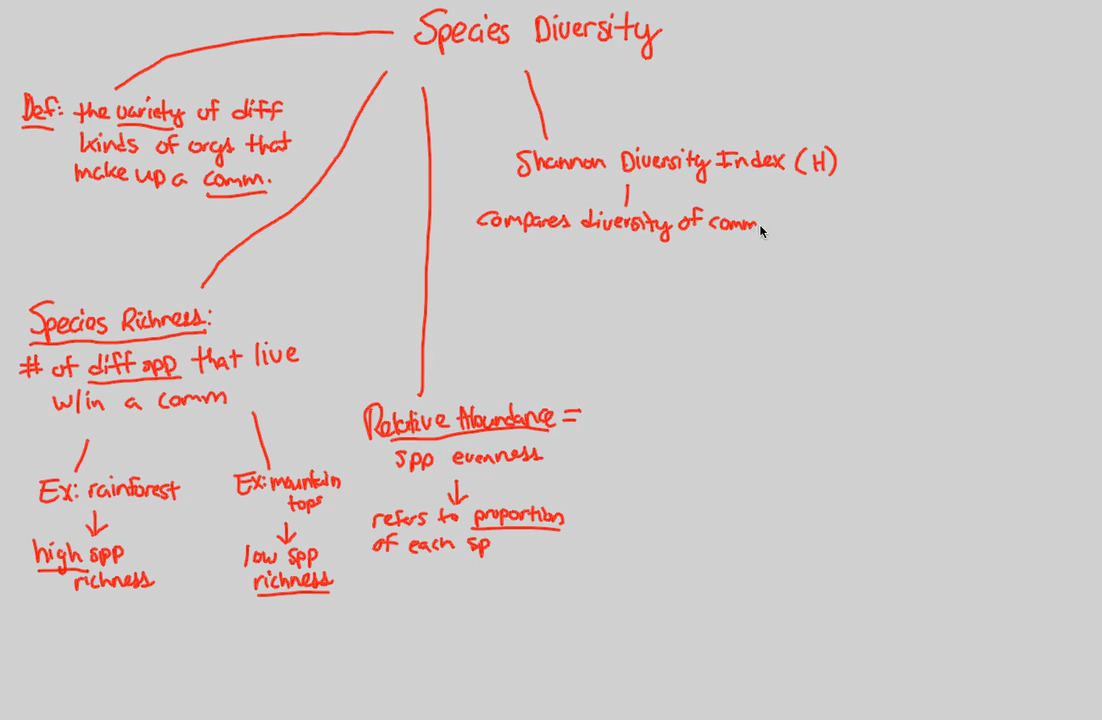 Species Diversity
Def: the variety of diff
kinds of orgs that
make up a comm.
Shannon Diversity Index (H)
compares diversity of comm
Species Richness:
# of diff spp that live
w/in a comm
Ex: rainforest
high spp
richness
Ex: mountain
tops
low spp
richness
Relative Abundance =
spp evenness
refers to proportion
of each sp